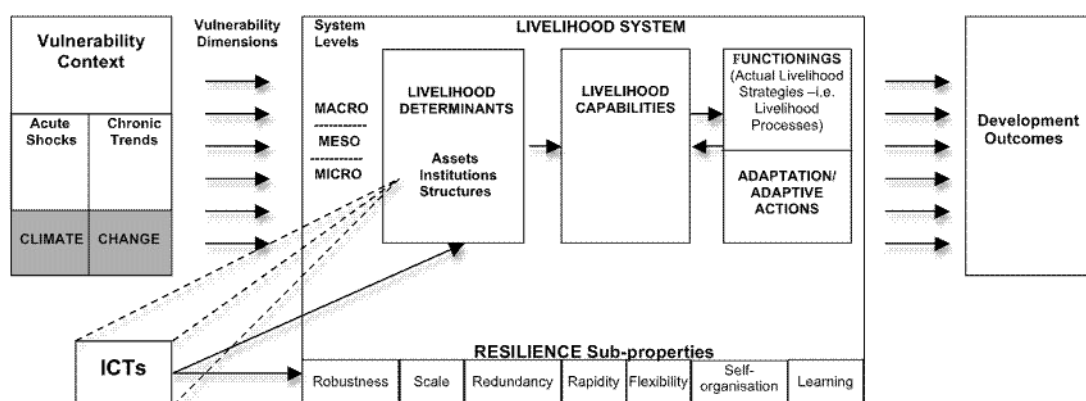 Vulnerability
Context
Acute
Shocks
Chronic
Trends
CLIMATE
CHANGE
Vulnerability
Dimensions
System
Levels
LIVELIHOOD SYSTEM
MACRO
MESO
MICRO
LIVELIHOOD
DETERMINANTS
Assets
Institutions
Structures
LIVELIHOOD
CAPABILITIES
FUNCTIONINGS
(Actual Livelihood
Strategies –i.e.
Livelihood
Processes)
ADAPTATION/
ADAPTIVE
ACTIONS
Development
Outcomes
ICTs
RESILIENCE Sub-properties
Robustness
Scale
Redundancy
Rapidity
Flexibility
Self-
organisation
Learning